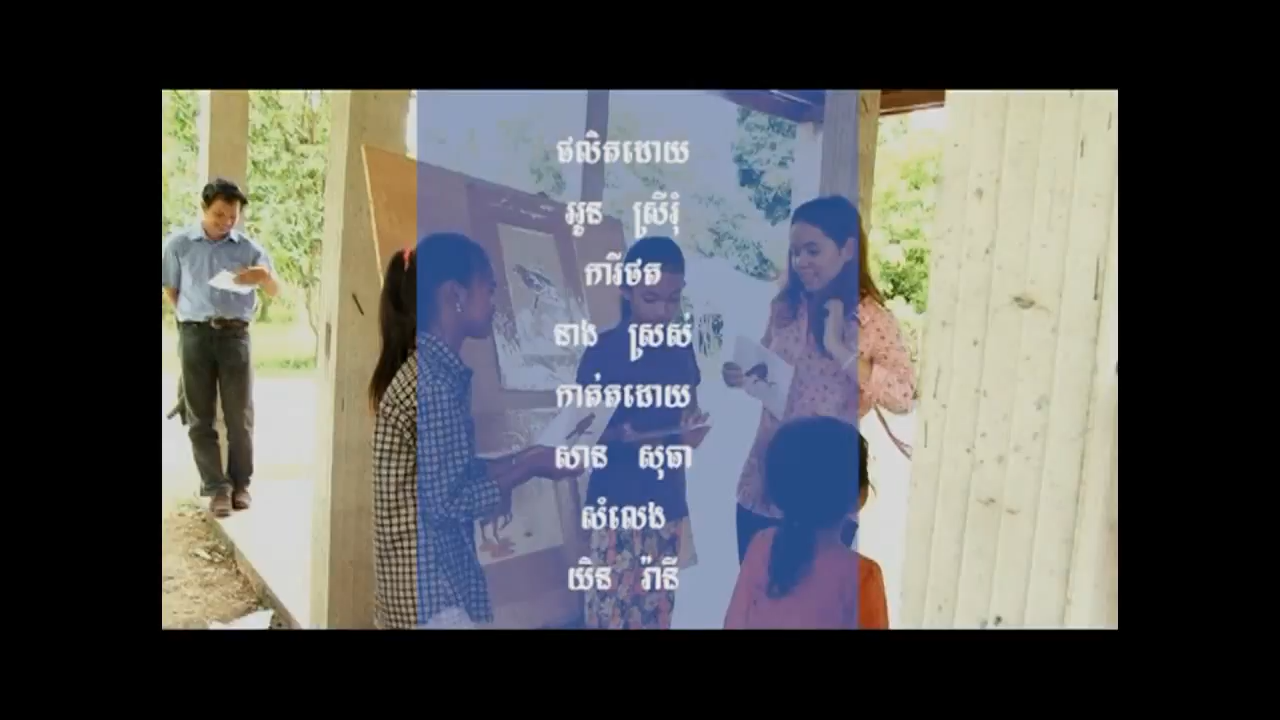 ផលិតដោយ
អួន ស្រីរុំ
ការីថត
នាង ស្រស់
កាត់តដោយ
សាន សុធា
សំលេង
យិន រ៉ានី